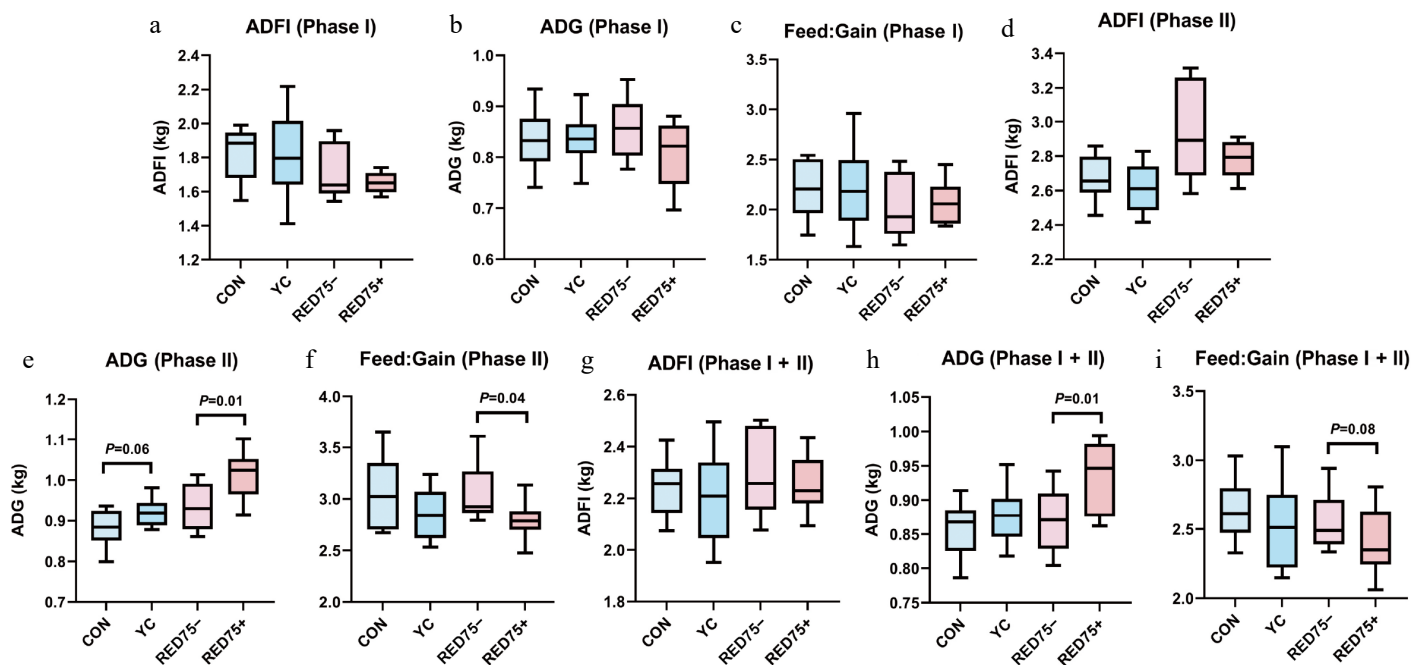 a
ADFI (Phase I)
ADFI (kg)
2.4
2.2
2.0
1.8
1.6
1.4
1.2
CON
YC
RED75–
RED75+
b
ADG (Phase I)
ADG (kg)
1.0
0.9
0.8
0.7
0.6
CON
YC
RED75–
RED75+
c
Feed:Gain (Phase I)
3.5
3.0
2.5
2.0
1.5
CON
YC
RED75–
RED75+
d
ADFI (Phase II)
ADFI (kg)
3.4
3.2
3.0
2.8
2.6
2.4
2.2
CON
YC
RED75–
RED75+
e
ADG (Phase II)
ADG (kg)
1.2
1.1
1.0
0.9
0.8
0.7
P=0.06
P=0.01
CON
YC
RED75–
RED75+
f
Feed:Gain (Phase II)
4.0
3.5
3.0
2.5
2.0
P=0.04
CON
YC
RED75–
RED75+
g
ADFI (Phase I + II)
ADFI (kg)
2.6
2.4
2.2
2.0
1.8
CON
YC
RED75–
RED75+
h
ADG (Phase I + II)
ADG (kg)
1.05
1.00
0.95
0.90
0.85
0.80
0.75
P=0.01
CON
YC
RED75–
RED75+
i
Feed:Gain (Phase I + II)
3.5
3.0
2.5
2.0
P=0.08
CON
YC
RED75–
RED75+